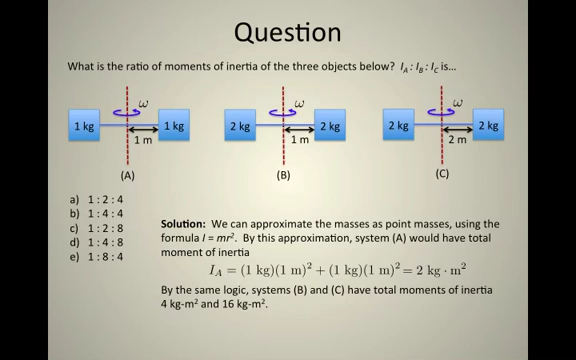 Question
What is the ratio of moments of inertia of the three objects below? I_A : I_B : I_C is...
ω ω ω
1 kg 1 kg 2 kg 2 kg 2 kg 2 kg
1 m 1 m 2 m
(A) (B) (C)
a) 1 : 2 : 4
b) 1 : 4 : 4
c) 1 : 2 : 8
d) 1 : 4 : 8
e) 1 : 8 : 4
Solution: We can approximate the masses as point masses, using the
formula I = mr². By this approximation, system (A) would have total
moment of inertia
I_A = (1 kg)(1 m)² + (1 kg)(1 m)² = 2 kg · m²
By the same logic, systems (B) and (C) have total moments of inertia
4 kg-m² and 16 kg-m².